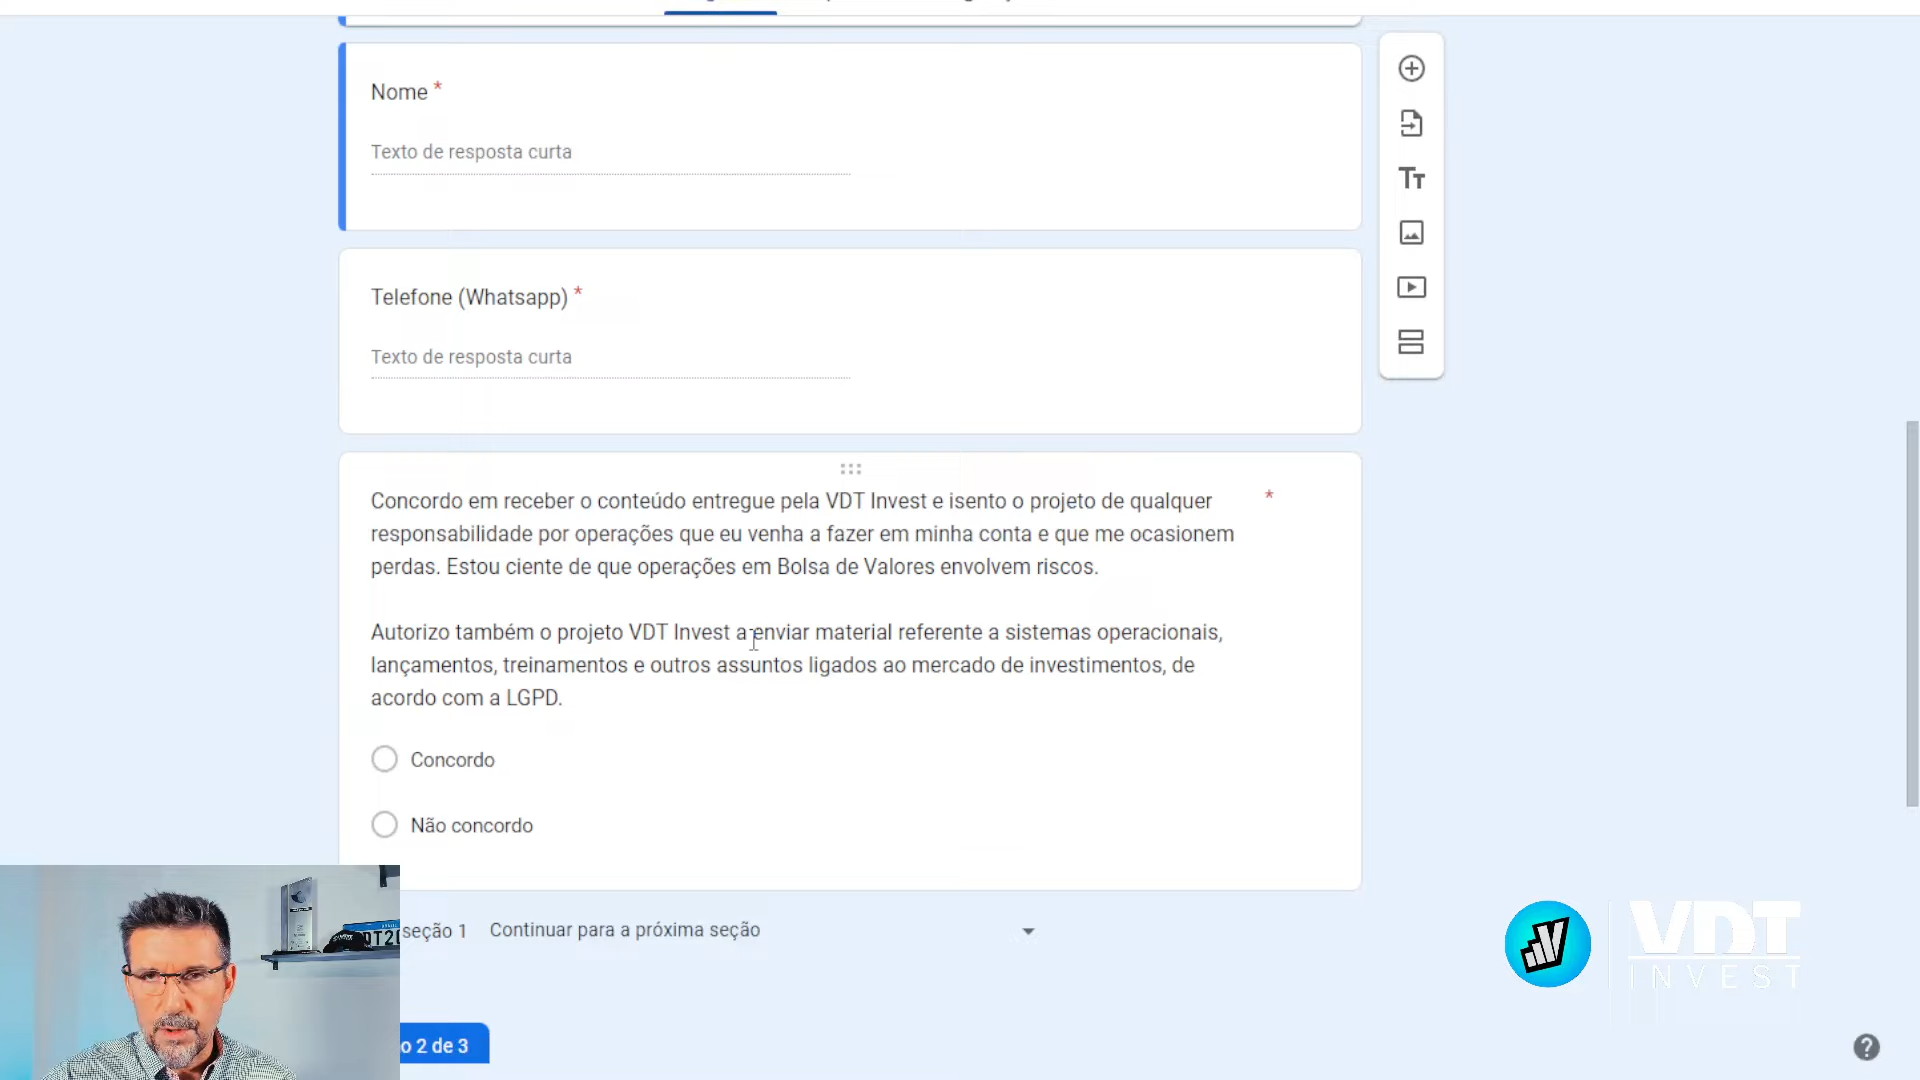 Nome *
Texto de resposta curta
Telefone (Whatsapp) *
Texto de resposta curta
Concordo em receber o conteúdo entregue pela VDT Invest e isento o projeto de qualquer *
responsabilidade por operações que eu venha a fazer em minha conta e que me ocasionem
perdas. Estou ciente de que operações em Bolsa de Valores envolvem riscos.
Autorizo também o projeto VDT Invest a enviar material referente a sistemas operacionais,
lançamentos, treinamentos e outros assuntos ligados ao mercado de investimentos, de
acordo com a LGPD.
Concordo
Não concordo
seção 1 Continuar para a próxima seção
o 2 de 3
VDT
INVEST